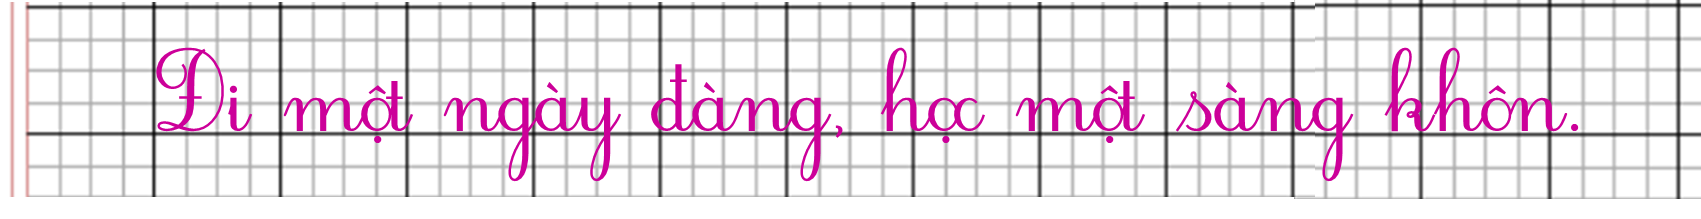 Đi một ngày đàng, học một sàng khôn.